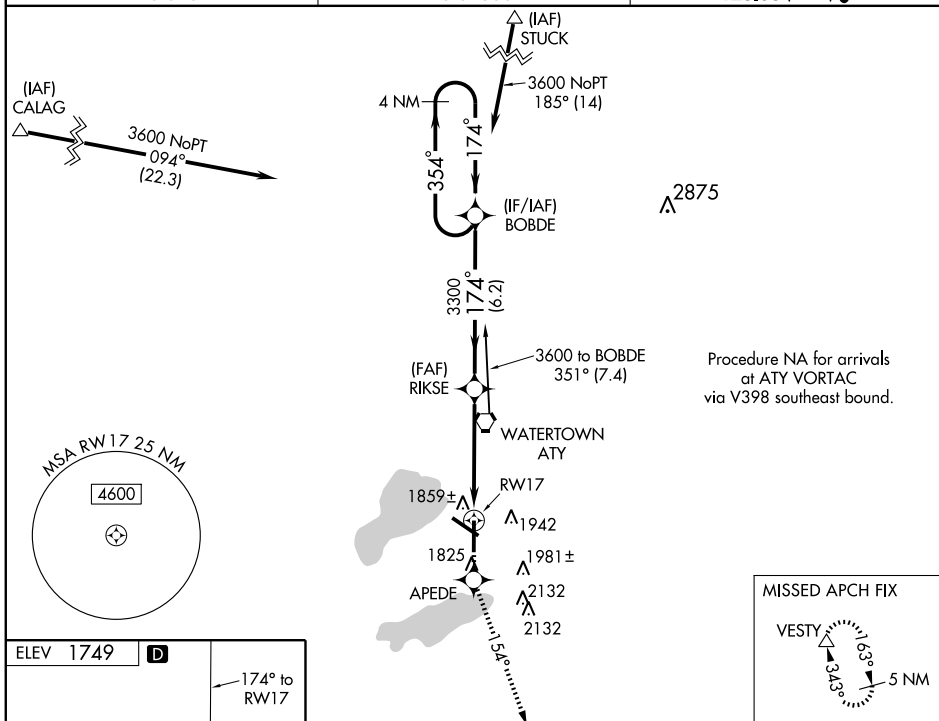 (IAF)
STUCK
3600 NoPT
185° (14)
(IAF)
CALAG
3600 NoPT
094°
(22.3)
4 NM
354°
174°
(IF/IAF)
BOBDE
2875
3300
174°
(6.2)
3600 to BOBDE
351° (7.4)
(FAF)
RIKSE
Procedure NA for arrivals
at ATY VORTAC
via V398 southeast bound.
WATERTOWN
ATY
MSA RW17 25 NM
4600
RW17
1859±
1942
1825
1981±
APEDE
2132
2132
154°
MISSED APCH FIX
VESTY
163°
343°
5 NM
ELEV 1749 D
174° to
RW17